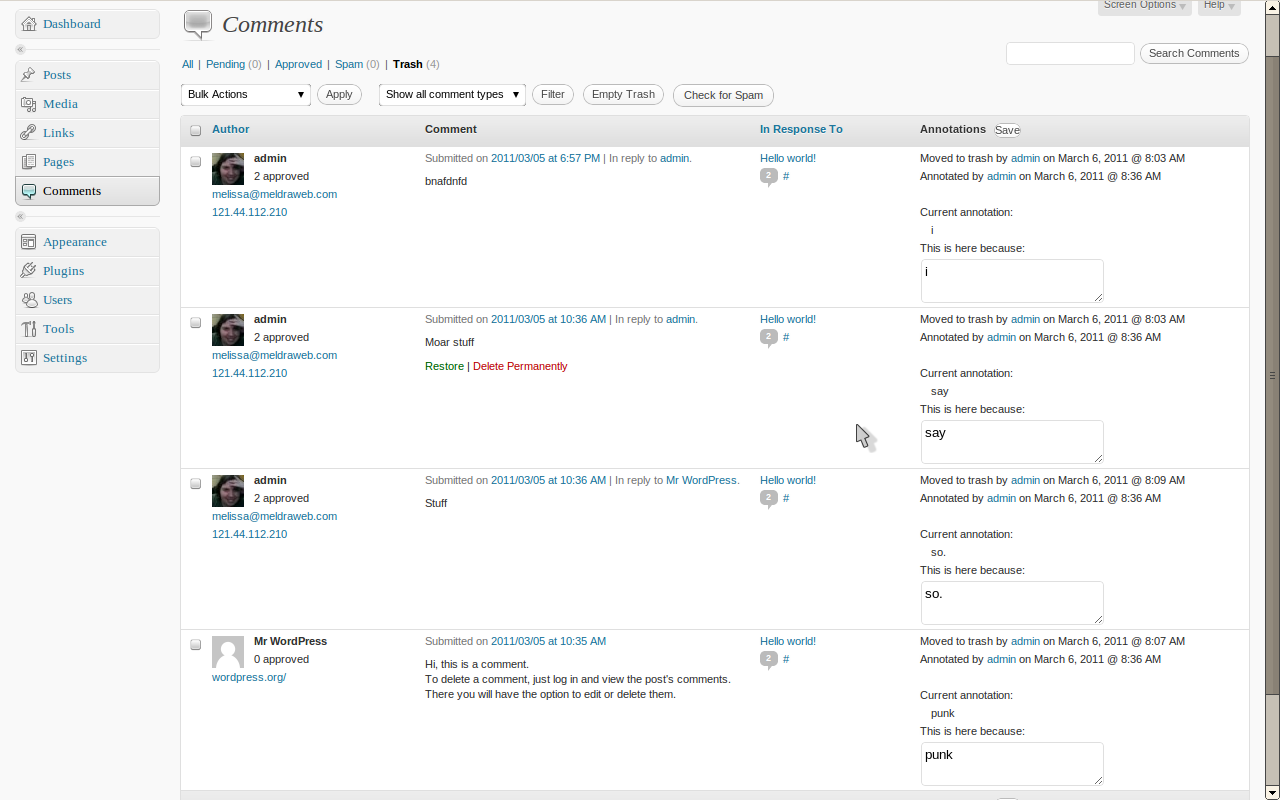 Screen Options Help
Dashboard
Posts
Media
Links
Pages
Comments
Appearance
Plugins
Users
Tools
Settings
Comments
All | Pending (0) | Approved | Spam (0) | Trash (4)
Search Comments
Bulk Actions Apply Show all comment types Filter Empty Trash Check for Spam
Author Comment In Response To Annotations Save
admin
2 approved
melissa@meldraweb.com
121.44.112.210
Submitted on 2011/03/05 at 6:57 PM | In reply to admin.
bnafdnfd
Hello world!
2 #
Moved to trash by admin on March 6, 2011 @ 8:03 AM
Annotated by admin on March 6, 2011 @ 8:36 AM
Current annotation:
i
This is here because:
i
admin
2 approved
melissa@meldraweb.com
121.44.112.210
Submitted on 2011/03/05 at 10:36 AM | In reply to admin.
Moar stuff
Restore | Delete Permanently
Hello world!
2 #
Moved to trash by admin on March 6, 2011 @ 8:03 AM
Annotated by admin on March 6, 2011 @ 8:36 AM
Current annotation:
say
This is here because:
say
admin
2 approved
melissa@meldraweb.com
121.44.112.210
Submitted on 2011/03/05 at 10:36 AM | In reply to Mr WordPress.
Stuff
Hello world!
2 #
Moved to trash by admin on March 6, 2011 @ 8:09 AM
Annotated by admin on March 6, 2011 @ 8:36 AM
Current annotation:
so.
This is here because:
so.
Mr WordPress
0 approved
wordpress.org/
Submitted on 2011/03/05 at 10:35 AM
Hi, this is a comment.
To delete a comment, just log in and view the post's comments.
There you will have the option to edit or delete them.
Hello world!
2 #
Moved to trash by admin on March 6, 2011 @ 8:07 AM
Annotated by admin on March 6, 2011 @ 8:36 AM
Current annotation:
punk
This is here because:
punk